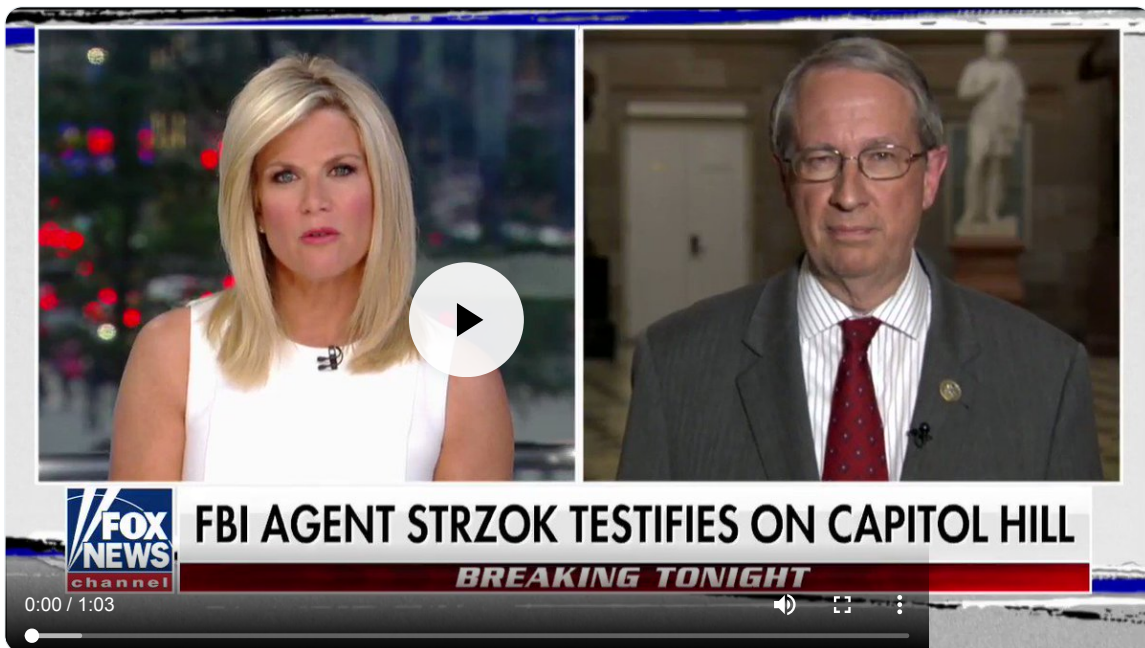 FOX
NEWS
channel
FBI AGENT STRZOK TESTIFIES ON CAPITOL HILL
BREAKING TONIGHT
0:00 / 1:03